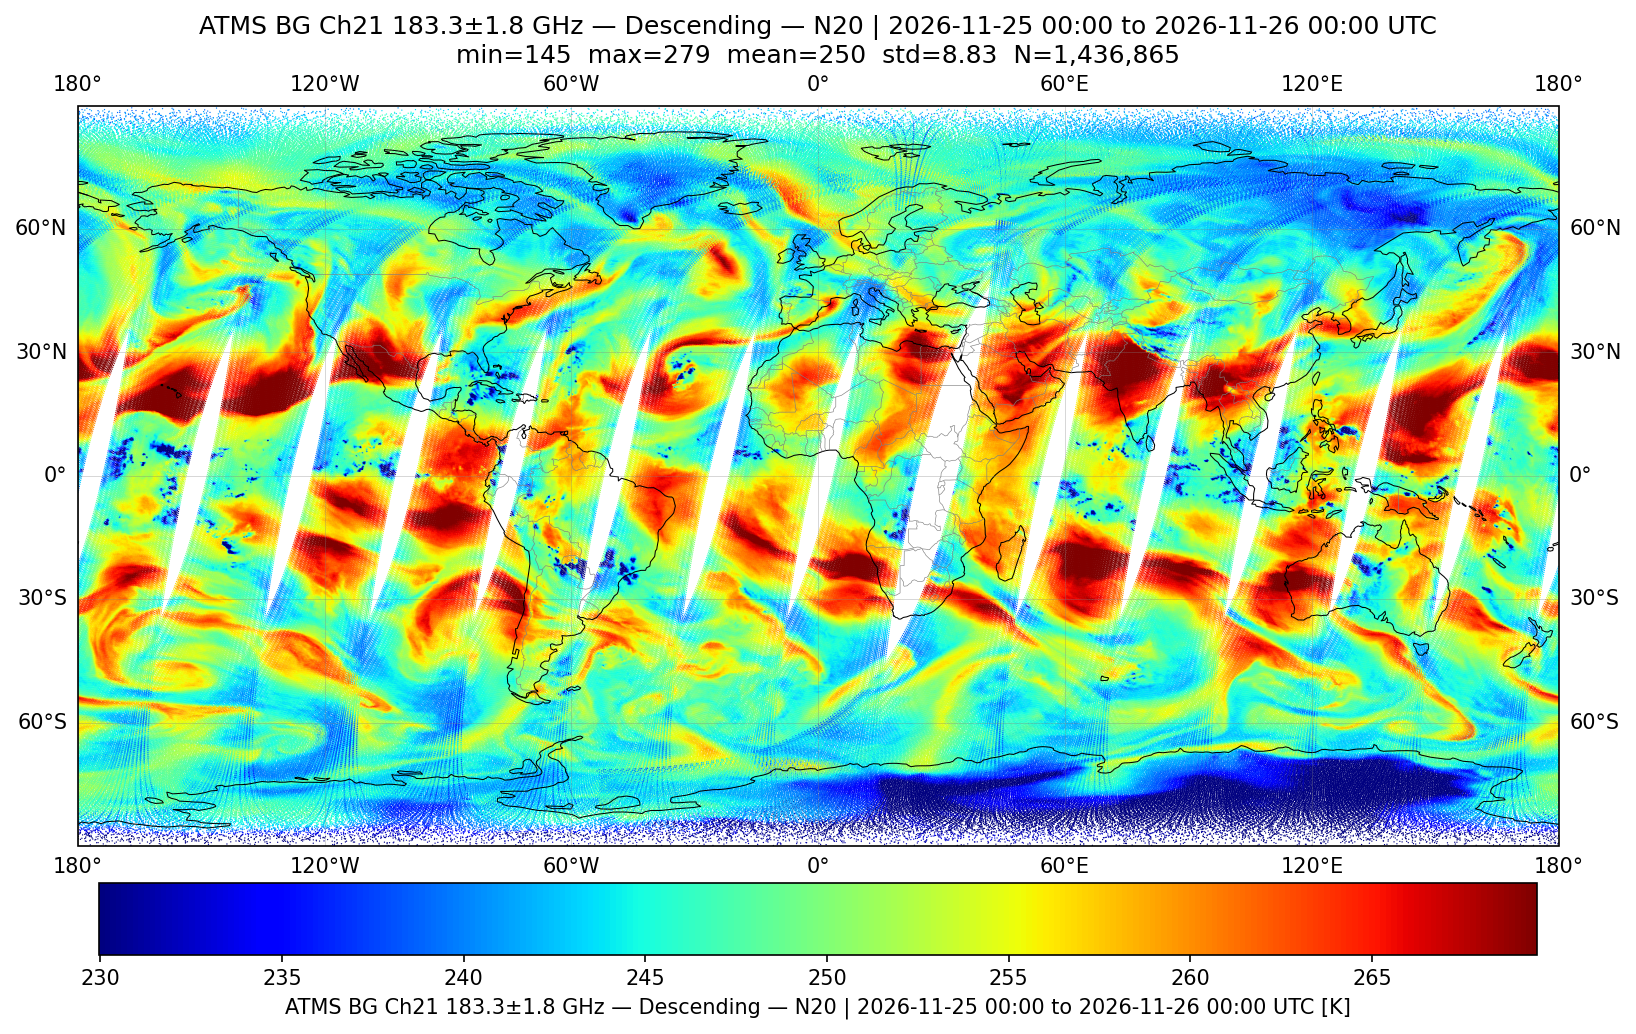 ATMS BG Ch21 183.3±1.8 GHz — Descending — N20 | 2026-11-25 00:00 to 2026-11-26 00:00 UTC
min=145  max=279  mean=250  std=8.83  N=1,436,865
180° 120°W 60°W 0° 60°E 120°E 180°
60°N 60°N
30°N 30°N
0° 0°
30°S 30°S
60°S 60°S
180° 120°W 60°W 0° 60°E 120°E 180°
230 235 240 245 250 255 260 265
ATMS BG Ch21 183.3±1.8 GHz — Descending — N20 | 2026-11-25 00:00 to 2026-11-26 00:00 UTC [K]